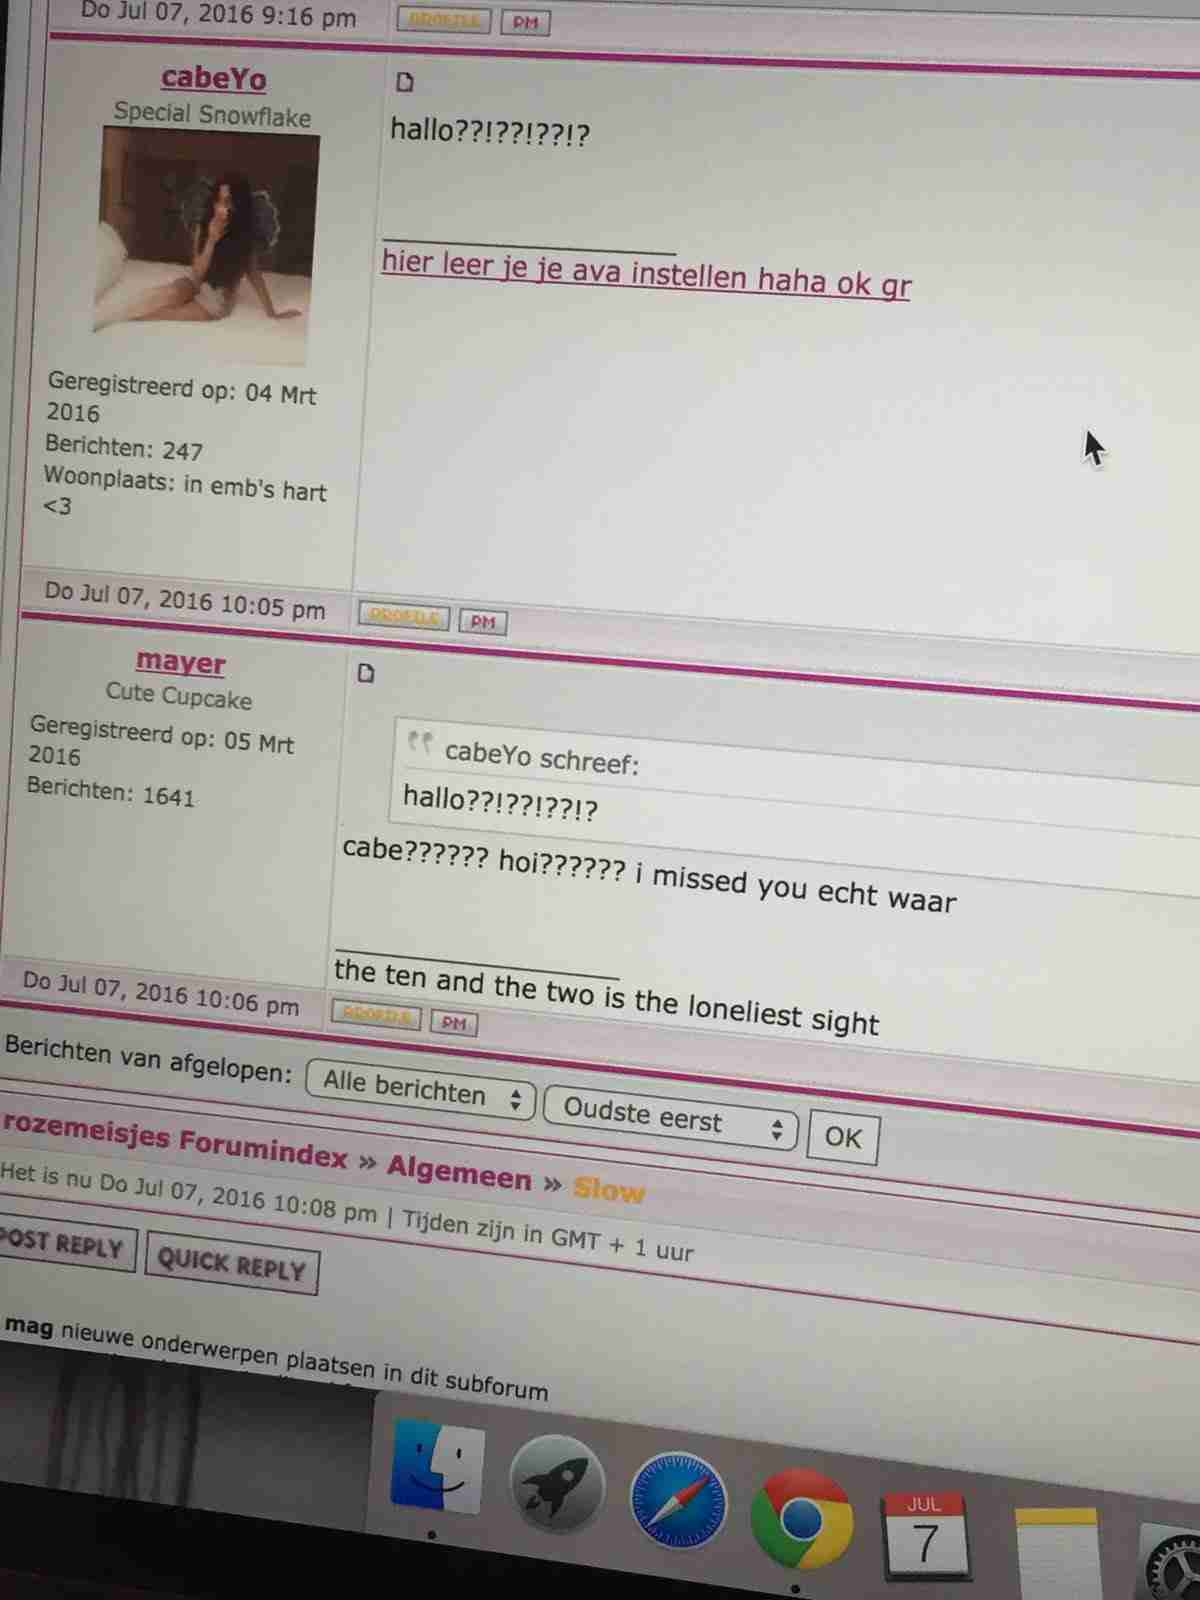 Do Jul 07, 2016 9:16 pm
PROFILE
PM
cabeYo
Special Snowflake
hallo??!??!??!?
hier leer je je ava instellen haha ok gr
Geregistreerd op: 04 Mrt
2016
Berichten: 247
Woonplaats: in emb's hart
<3
Do Jul 07, 2016 10:05 pm
PROFILE
PM
mayer
Cute Cupcake
Geregistreerd op: 05 Mrt
2016
Berichten: 1641
cabeYo schreef:
hallo??!??!??!?
cabe?????? hoi?????? i missed you echt waar
the ten and the two is the loneliest sight
Do Jul 07, 2016 10:06 pm
PROFILE
PM
Berichten van afgelopen: Alle berichten Oudste eerst OK
rozemeisjes Forumindex » Algemeen » Slow
Het is nu Do Jul 07, 2016 10:08 pm | Tijden zijn in GMT + 1 uur
POST REPLY QUICK REPLY
mag nieuwe onderwerpen plaatsen in dit subforum
JUL
7